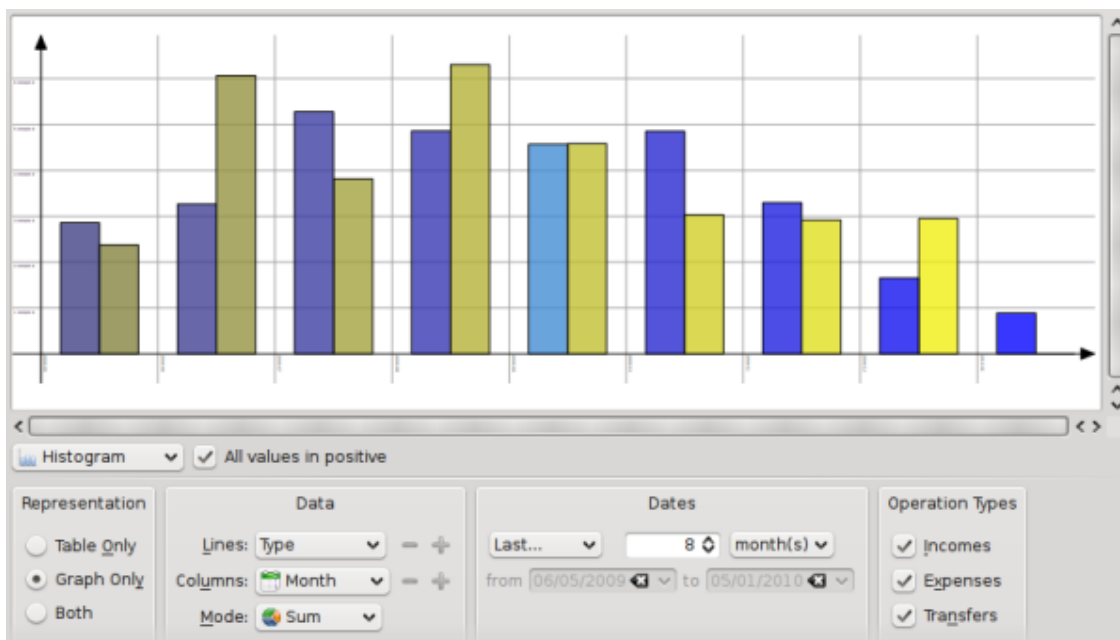 Histogram All values in positive
Representation Data Dates Operation Types
Table Only Lines: Type Last... 8 month(s) Incomes
Graph Only Columns: Month from 06/05/2009 to 05/01/2010 Expenses
Both Mode: Sum Transfers